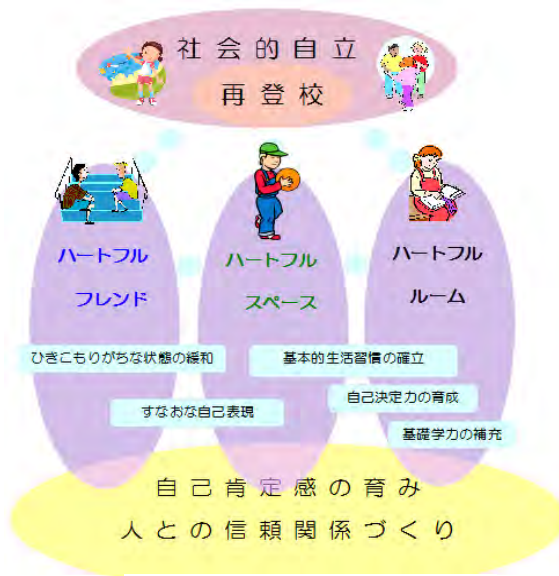 社会的自立
再登校
ハートフル
フレンド
ハートフル
スペース
ハートフル
ルーム
ひきこもりがちな状態の緩和
基本的生活習慣の確立
すなおな自己表現
自己決定力の育成
基礎学力の補充
自己肯定感の育み
人との信頼関係づくり